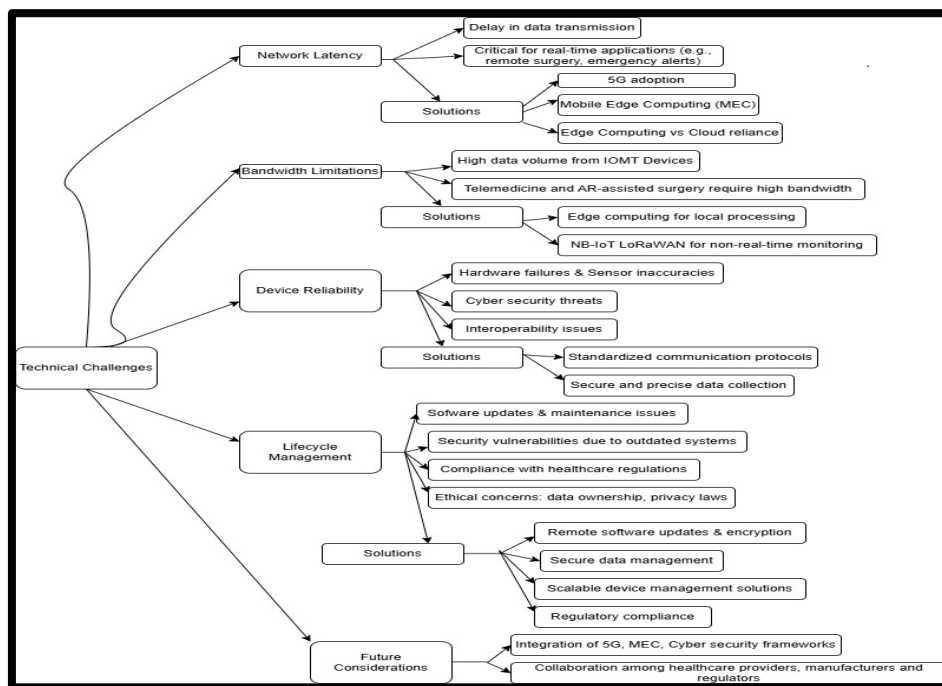 Delay in data transmission
Network Latency
Critical for real-time applications (e.g.,
remote surgery, emergency alerts)
5G adoption
Solutions
Mobile Edge Computing (MEC)
Edge Computing vs Cloud reliance
High data volume from IOMT Devices
Bandwidth Limitations
Telemedicine and AR-assisted surgery require high bandwidth
Solutions
Edge computing for local processing
NB-IoT LoRaWAN for non-real-time monitoring
Hardware failures & Sensor inaccuracies
Device Reliability
Cyber security threats
Interoperability issues
Solutions
Standardized communication protocols
Technical Challenges
Secure and precise data collection
Sofware updates & maintenance issues
Lifecycle
Management
Security vulnerabilities due to outdated systems
Compliance with healthcare regulations
Ethical concerns: data ownership, privacy laws
Remote software updates & encryption
Solutions
Secure data management
Scalable device management solutions
Regulatory compliance
Future
Considerations
Integration of 5G, MEC, Cyber security frameworks
Collaboration among healthcare providers, manufacturers and
regulators